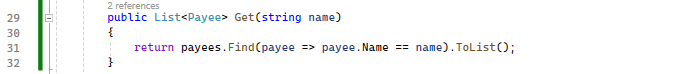 2 references
29 public List<Payee> Get(string name)
30 {
31 return payees.Find(payee => payee.Name == name).ToList();
32 }